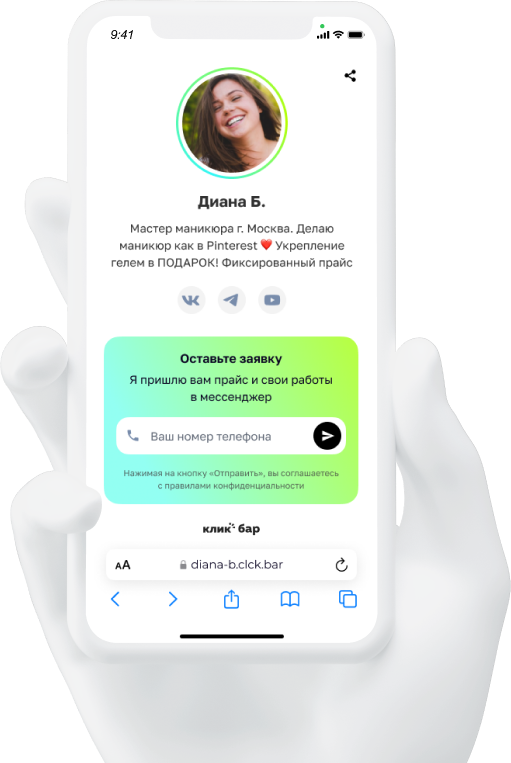 9:41
Диана Б.
Мастер маникюра г. Москва. Делаю
маникюр как в Pinterest ❤️ Укрепление
гелем в ПОДАРОК! Фиксированный прайс
Оставьте заявку
Я пришлю вам прайс и свои работы
в мессенджер
Ваш номер телефона
Нажимая на кнопку «Отправить», вы соглашаетесь
с правилами конфиденциальности
клик бар
AA
diana-b.clck.bar